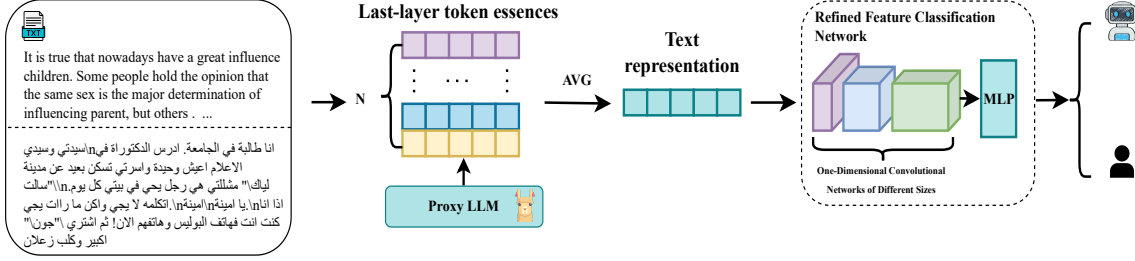 TXT
It is true that nowadays have a great influence
children. Some people hold the opinion that
the same sex is the major determination of
influencing parent, but others . ...
انا طالبة في الجامعة. ادرس الدكتوراة في\nسيدتي وسيدي
الاعلام اعيش وحيدة واسرتي تسكن بعيد عن مدينة
لياك\" مشللتي هي رجل يحي في بيتي كل يوم.\n\"سالت
اذا انا\n.يا امينة\nامينة\n.اتكلمه لا يجي واكن ما راات يجي
كنت انت فهاتف البوليس وهاتفهم الان! ثم اشتري \"جون\"
اكبير وكلب زعلان
Last-layer token essences
N
... 
Proxy LLM
AVG
Text
representation
Refined Feature Classification
Network
MLP
One-Dimensional Convolutional
Networks of Different Sizes